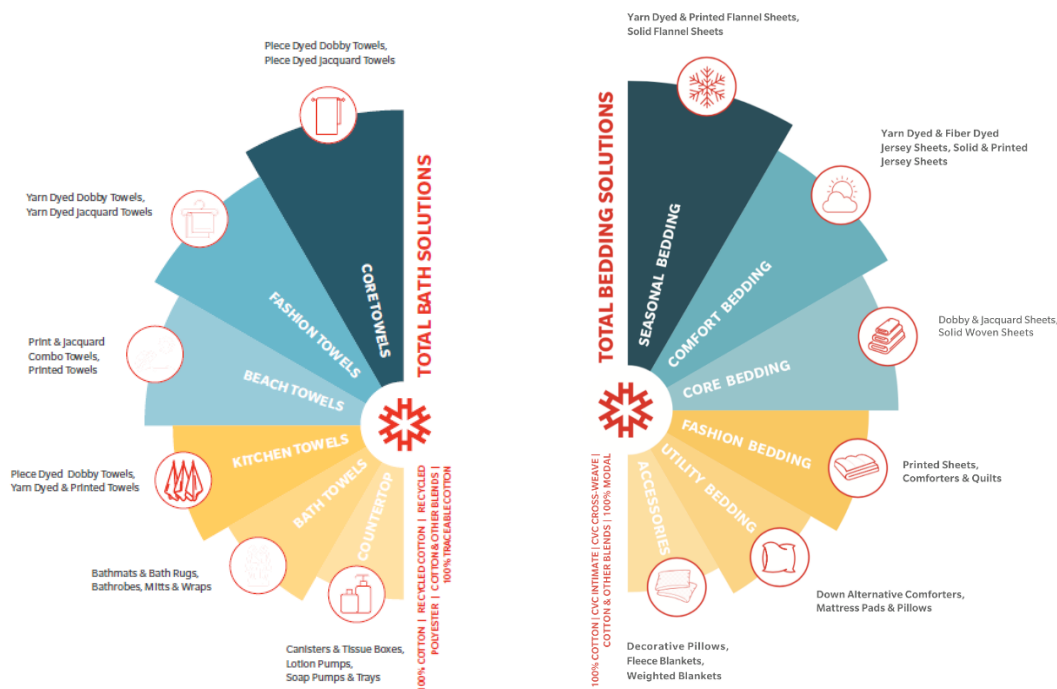 Piece Dyed Dobby Towels,
Piece Dyed Jacquard Towels
Yarn Dyed Dobby Towels,
Yarn Dyed Jacquard Towels
Print & Jacquard
Combo Towels,
Printed Towels
Piece Dyed Dobby Towels,
Yarn Dyed & Printed Towels
Bathmats & Bath Rugs,
Bathrobes, Mitts & Wraps
Canisters & Tissue Boxes,
Lotion Pumps,
Soap Pumps & Trays
CORE TOWELS
FASHION TOWELS
BEACH TOWELS
KITCHEN TOWELS
BATH TOWELS
COUNTERTOP
TOTAL BATH SOLUTIONS
100% COTTON | RECYCLED COTTON | RECYCLED
POLYESTER | COTTON & OTHER BLENDS |
100% TRACEABLE COTTON
TOTAL BEDDING SOLUTIONS
100% COTTON | CVC INTIMATE | CVC CROSS-WEAVE |
COTTON & OTHER BLENDS | 100% MODAL
SEASONAL BEDDING
COMFORT BEDDING
CORE BEDDING
FASHION BEDDING
UTILITY BEDDING
ACCESSORIES
Yarn Dyed & Printed Flannel Sheets,
Solid Flannel Sheets
Yarn Dyed & Fiber Dyed
Jersey Sheets, Solid & Printed
Jersey Sheets
Dobby & Jacquard Sheets,
Solid Woven Sheets
Printed Sheets,
Comforters & Quilts
Down Alternative Comforters,
Mattress Pads & Pillows
Decorative Pillows,
Fleece Blankets,
Weighted Blankets